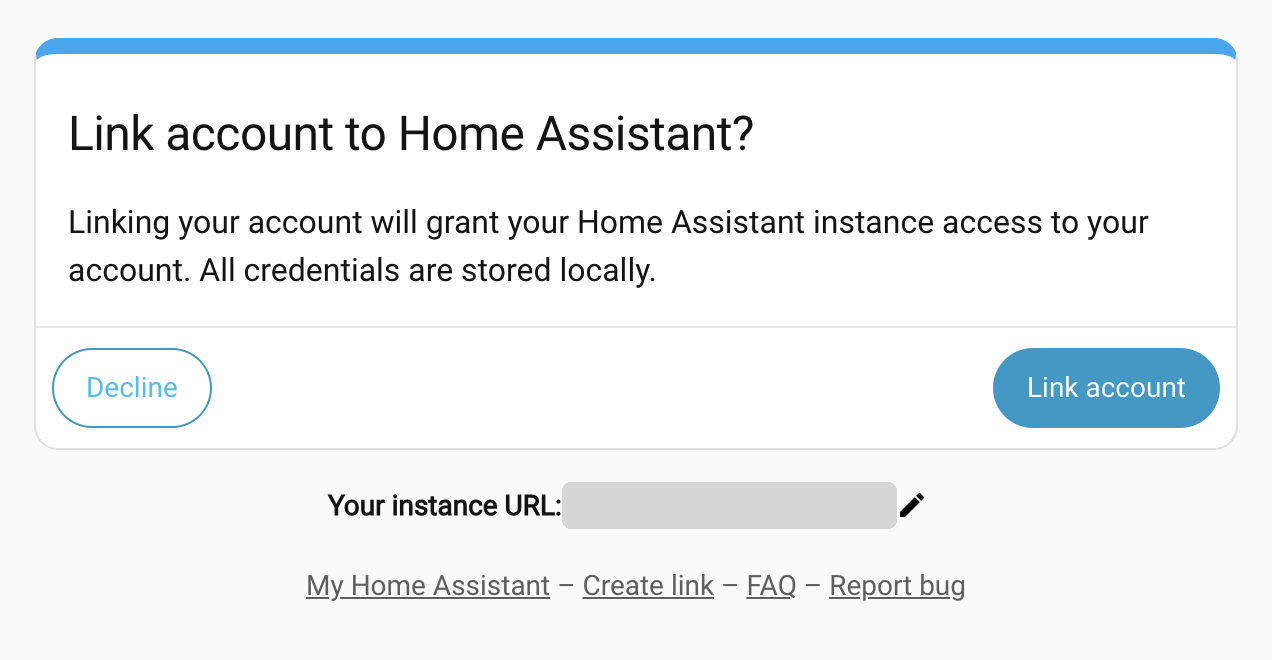 Link account to Home Assistant?
Linking your account will grant your Home Assistant instance access to your
account. All credentials are stored locally.
Decline
Link account
Your instance URL:
My Home Assistant – Create link – FAQ – Report bug